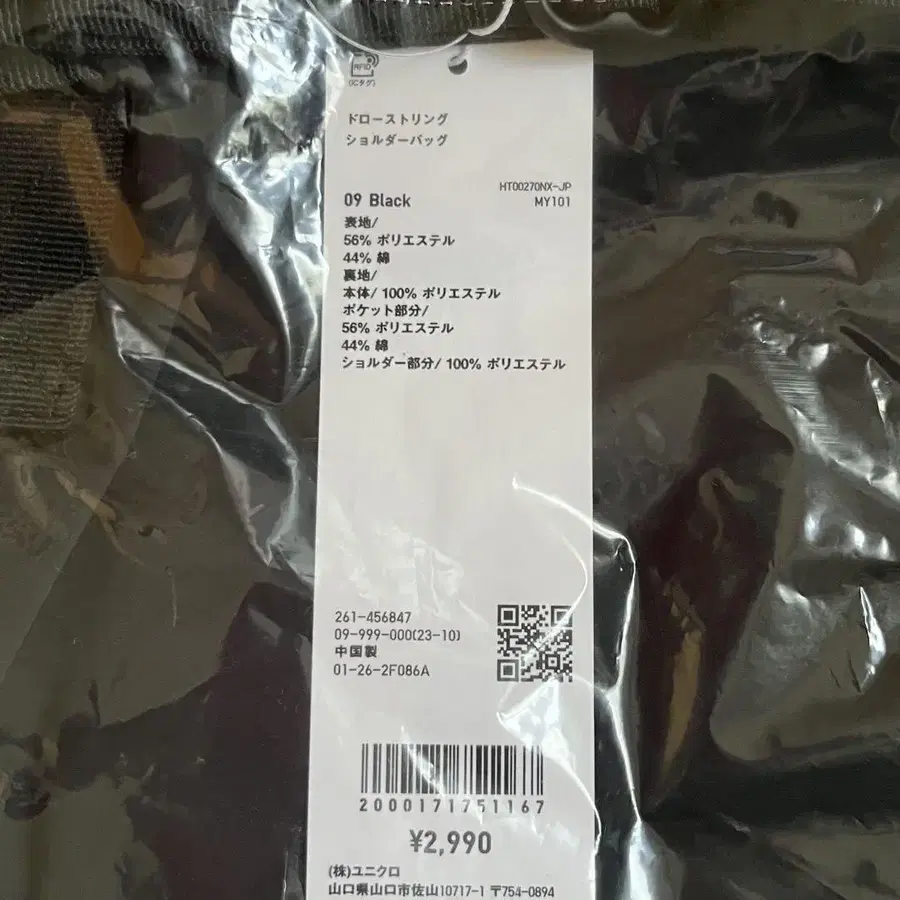 RFID
(ICタグ)
ドローストリング
ショルダーバッグ
HT00270NX-JP
09 Black
MY101
表地/
56% ポリエステル
44% 綿
裏地/
本体/ 100% ポリエステル
ポケット部分/
56% ポリエステル
44% 綿
ショルダー部分/ 100% ポリエステル
261-456847
09-999-000(23-10)
中国製
01-26-2F086A
2000171751167
¥2,990
(株)ユニクロ
山口県山口市佐山10717-1 〒754-0894